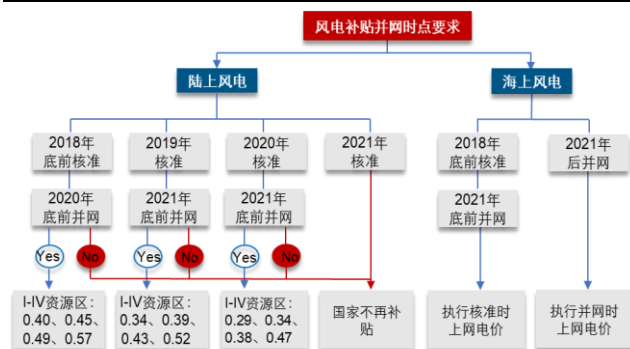 风电补贴并网时点要求
陆上风电
海上风电
2018年
底前核准
2019年
核准
2020年
核准
2021年
核准
2018年
底前核准
2021年
后并网
2020年
底前并网
2021年
底前并网
2021年
底前并网
2021年
底前并网
Yes
No
Yes
No
Yes
No
I-IV资源区：
0.40、0.45、
0.49、0.57
I-IV资源区：
0.34、0.39、
0.43、0.52
I-IV资源区：
0.29、0.34、
0.38、0.47
国家不再补
贴
执行核准时
上网电价
执行并网时
上网电价